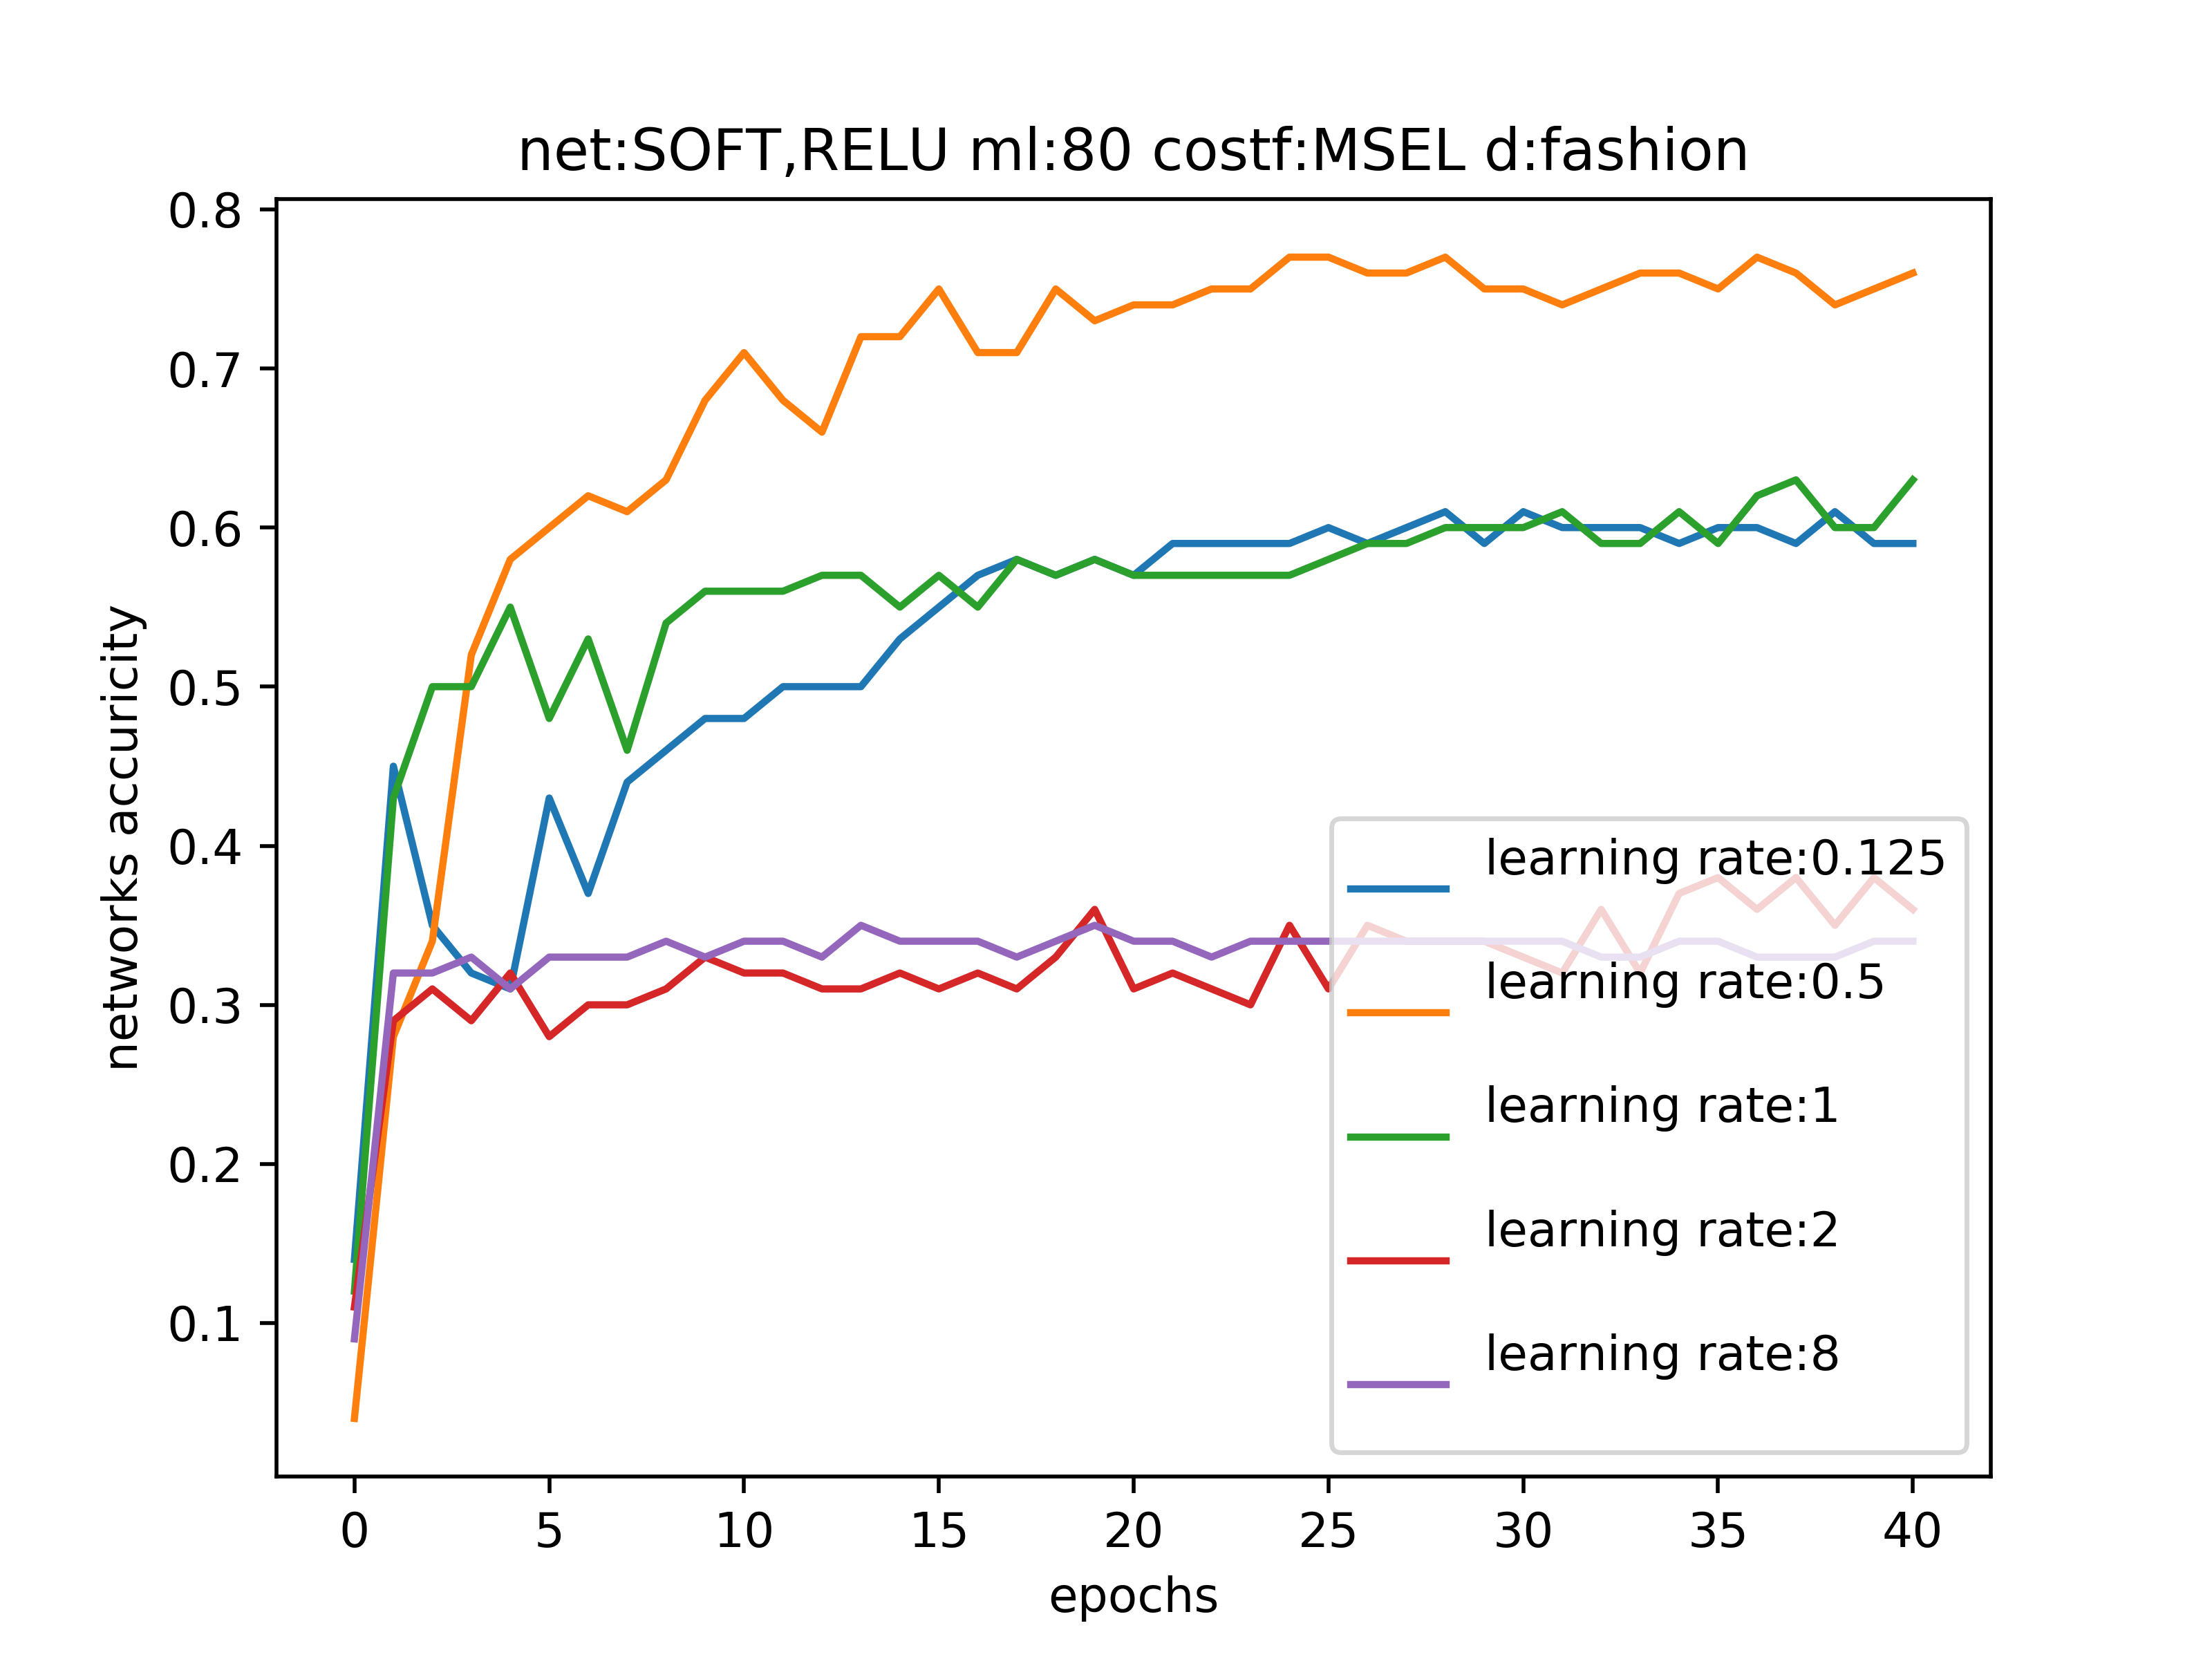 net:SOFT,RELU ml:80 costf:MSEL d:fashion
networks accuricity
0.8
0.7
0.6
0.5
0.4
0.3
0.2
0.1
learning rate:0.125
learning rate:0.5
learning rate:1
learning rate:2
learning rate:8
0 5 10 15 20 25 30 35 40
epochs